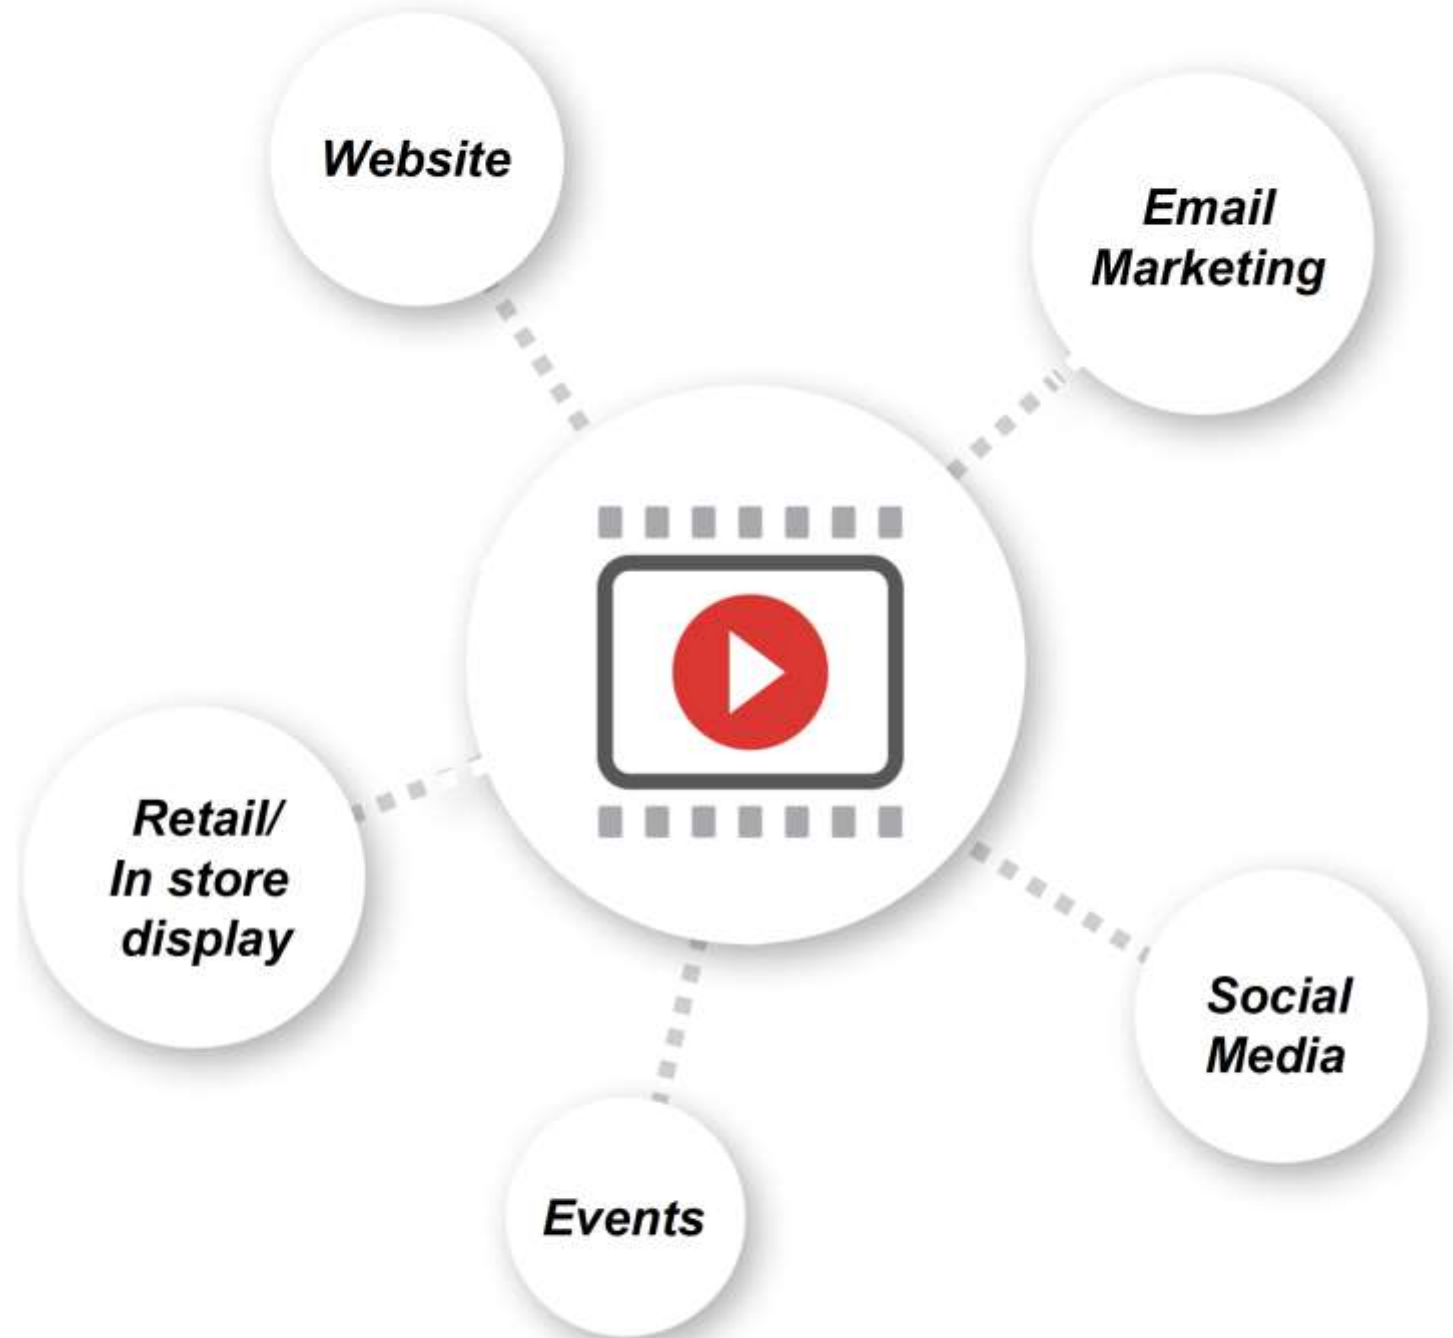 Website
Email
Marketing
Retail/
In store
display
Social
Media
Events